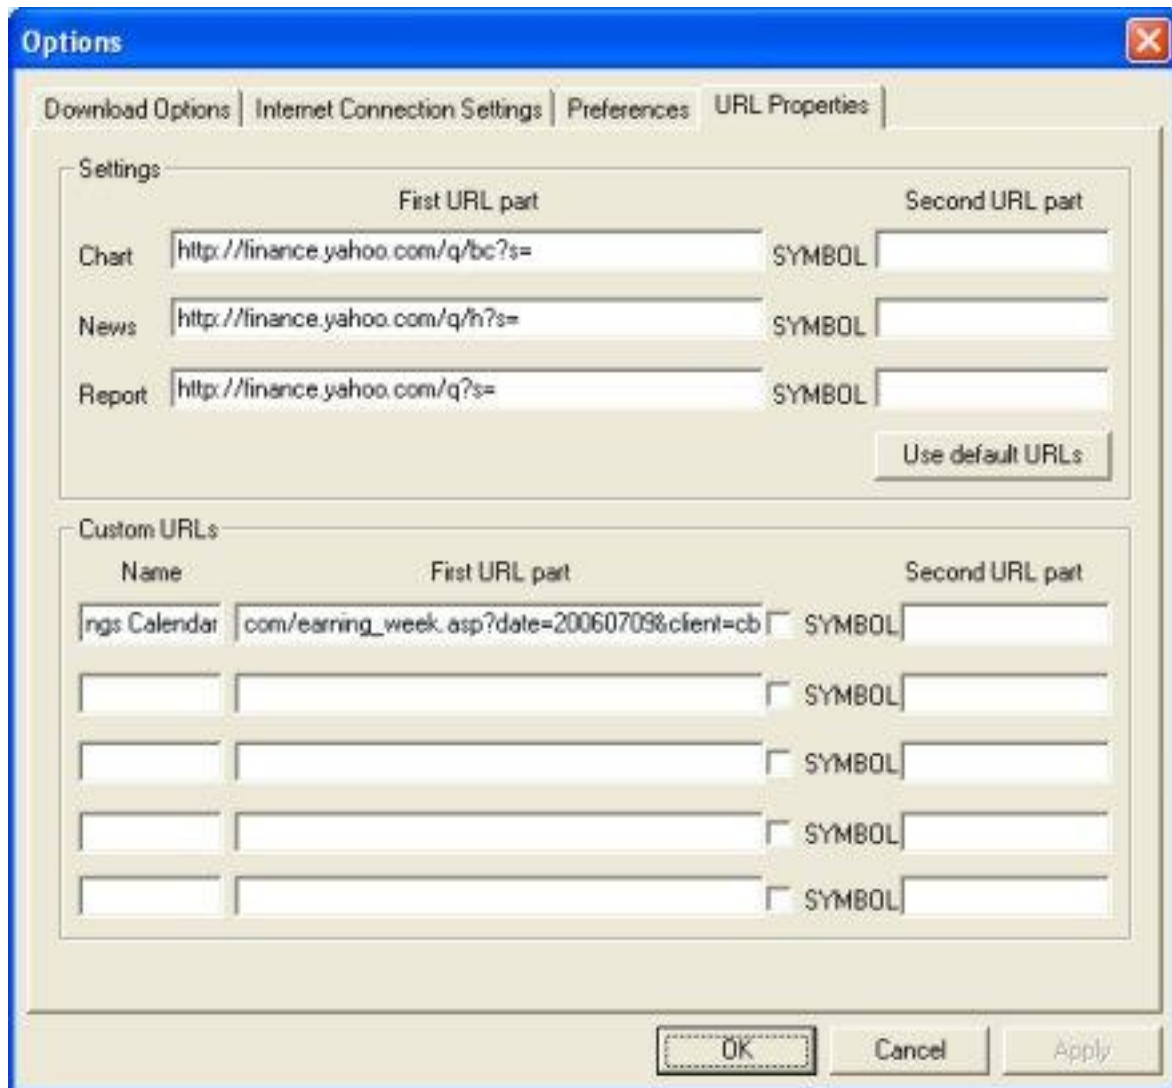 Options
Download Options Internet Connection Settings Preferences URL Properties
Settings
First URL part Second URL part
Chart http://finance.yahoo.com/q/bc?s= SYMBOL
News http://finance.yahoo.com/q/h?s= SYMBOL
Report http://finance.yahoo.com/q?s= SYMBOL
Use default URLs
Custom URLs
Name First URL part Second URL part
ngs Calendar com/earning_week.asp?date=20060709&client=cb SYMBOL
SYMBOL
SYMBOL
SYMBOL
SYMBOL
OK Cancel Apply